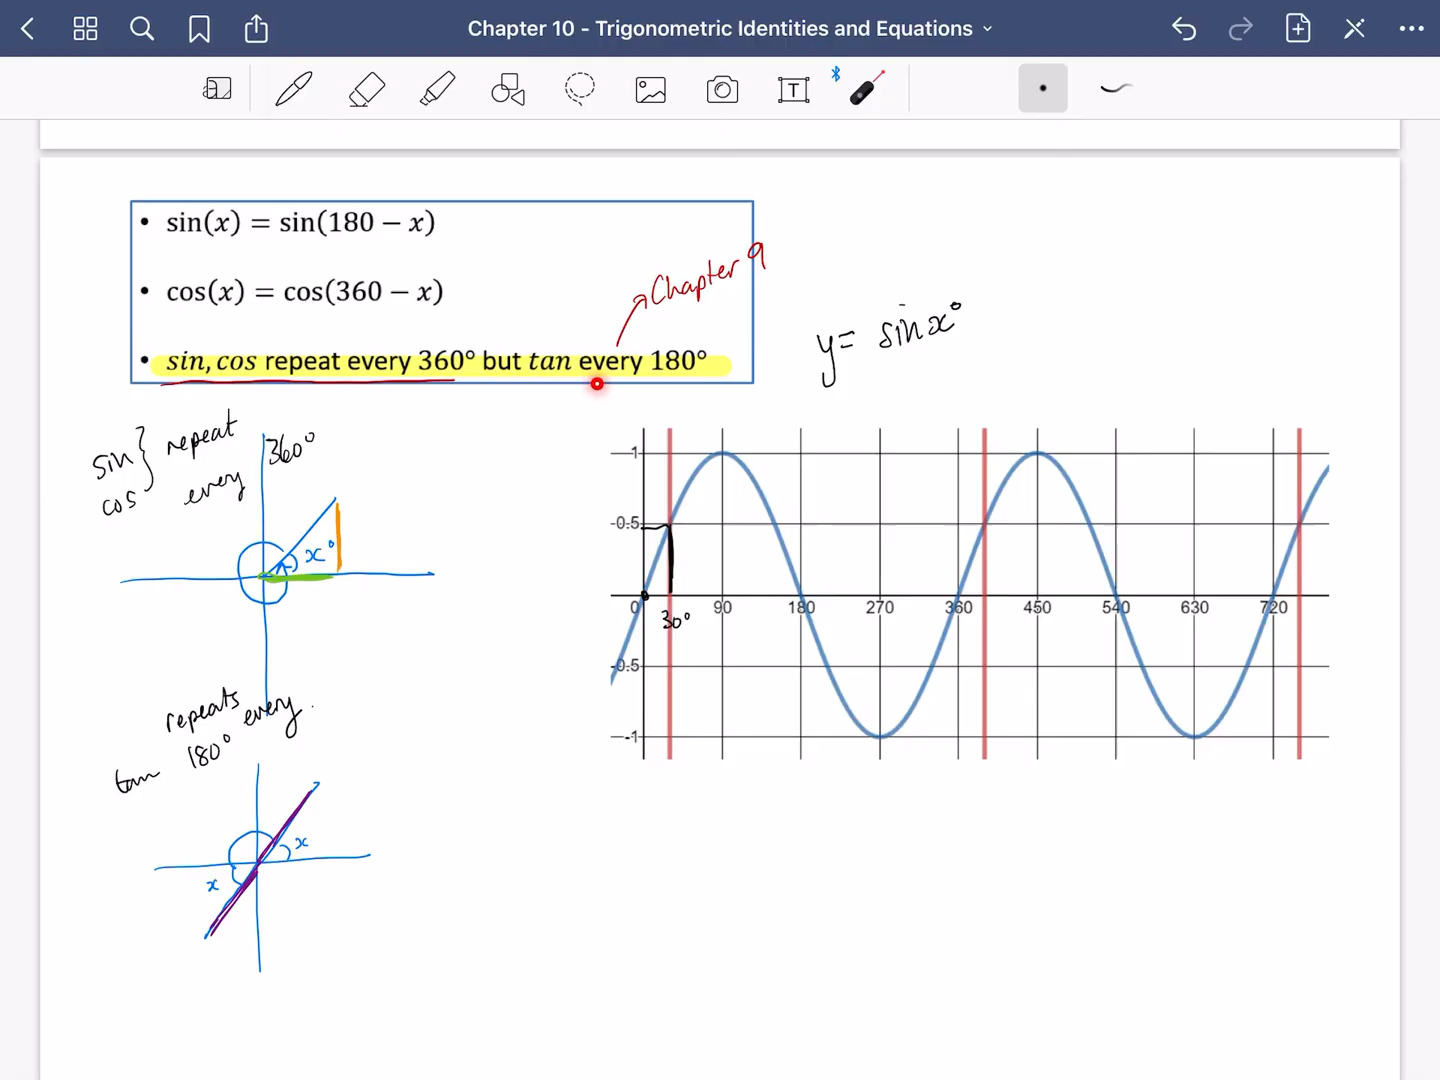 Chapter 10 - Trigonometric Identities and Equations
T
• sin(x) = sin(180 − x)
• cos(x) = cos(360 − x)
• sin, cos repeat every 360° but tan every 180°
Chapter 9
y = sin x°
sin } repeat
cos every 360°
x°
1
0.5
0 90 180 270 360 450 540 630 720
30°
-0.5
-1
repeats
180° every
tan
x
x